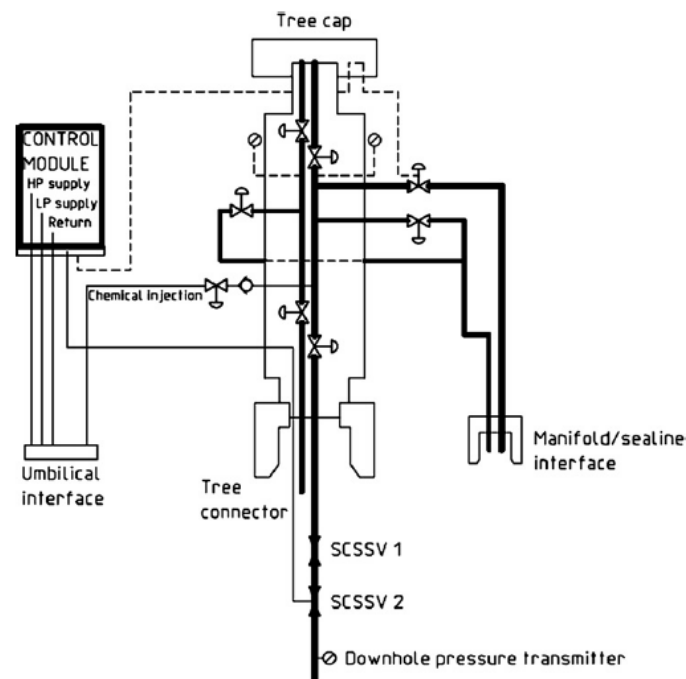 Tree cap
CONTROL
MODULE
HP supply
LP supply
Return
Chemical injection
Umbilical
interface
Tree
connector
Manifold/sealine
interface
SCSSV 1
SCSSV 2
Downhole pressure transmitter